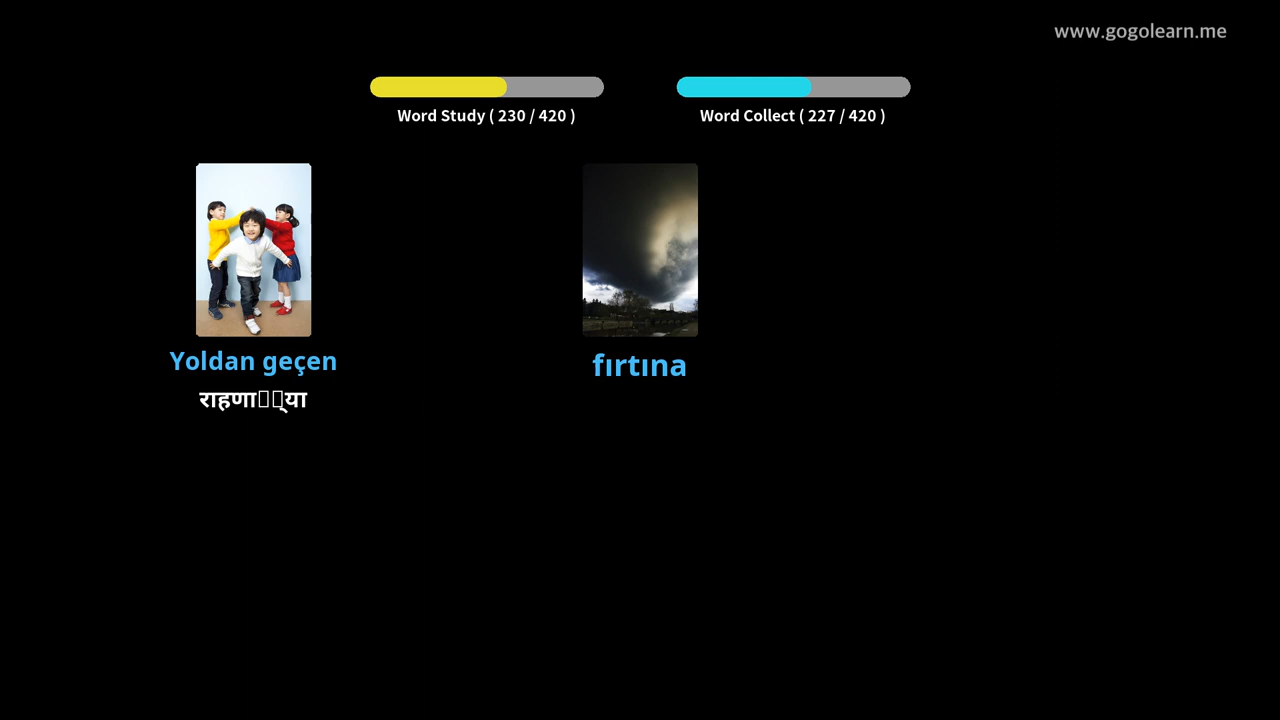 www.gogolearn.me
Word Study ( 230 / 420 )
Word Collect ( 227 / 420 )
Yoldan geçen
fırtına